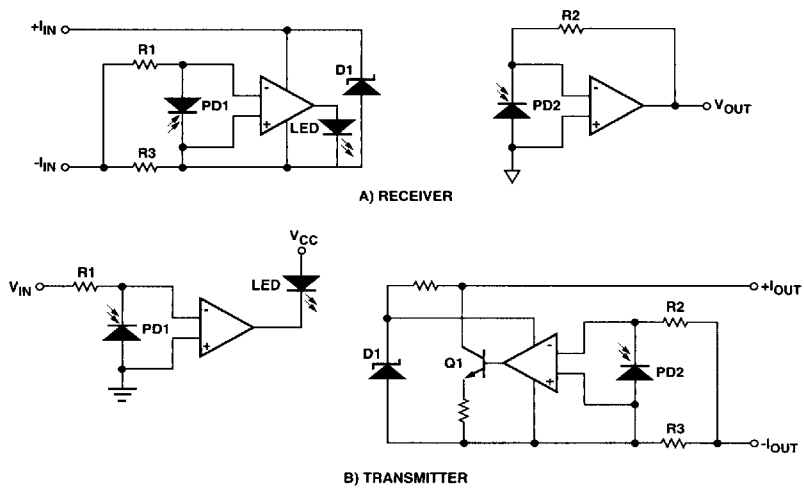 +IIN
R1
D1
PD1
-
+
LED
R3
-IIN
R2
PD2
-
+
VOUT
A) RECEIVER
VIN
R1
PD1
-
+
VCC
LED
+IOUT
D1
Q1
-
+
R2
PD2
R3
-IOUT
B) TRANSMITTER